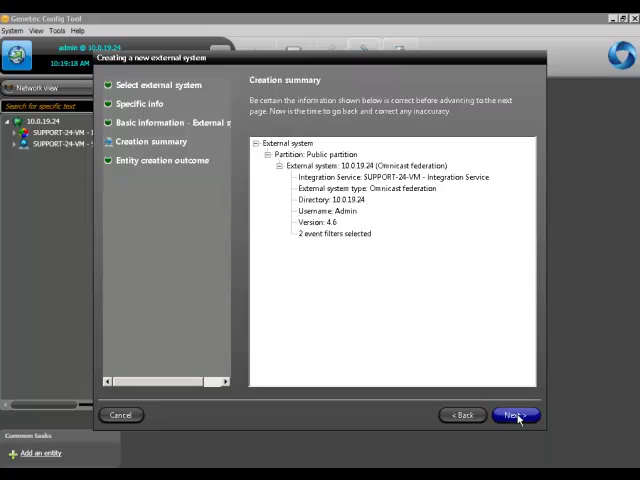 Genetec Config Tool
System View Tools Help
admin @ 10.0.19.24
10:19:18 AM
Network view
Search for specific text
10.0.19.24
SUPPORT-24-VM -
SUPPORT-24-VM -
Creating a new external system
Select external system
Specific info
Basic information - External s
Creation summary
Entity creation outcome
Creation summary
Be certain the information shown below is correct before advancing to the next
page. Now is the time to go back and correct any inaccuracy.
External system
Partition: Public partition
External system: 10.0.19.24 (Omnicast federation)
Integration Service: SUPPORT-24-VM - Integration Service
External system type: Omnicast federation
Directory: 10.0.19.24
Username: Admin
Version: 4.6
2 event filters selected
Cancel
< Back
Next >
Common tasks
Add an entity